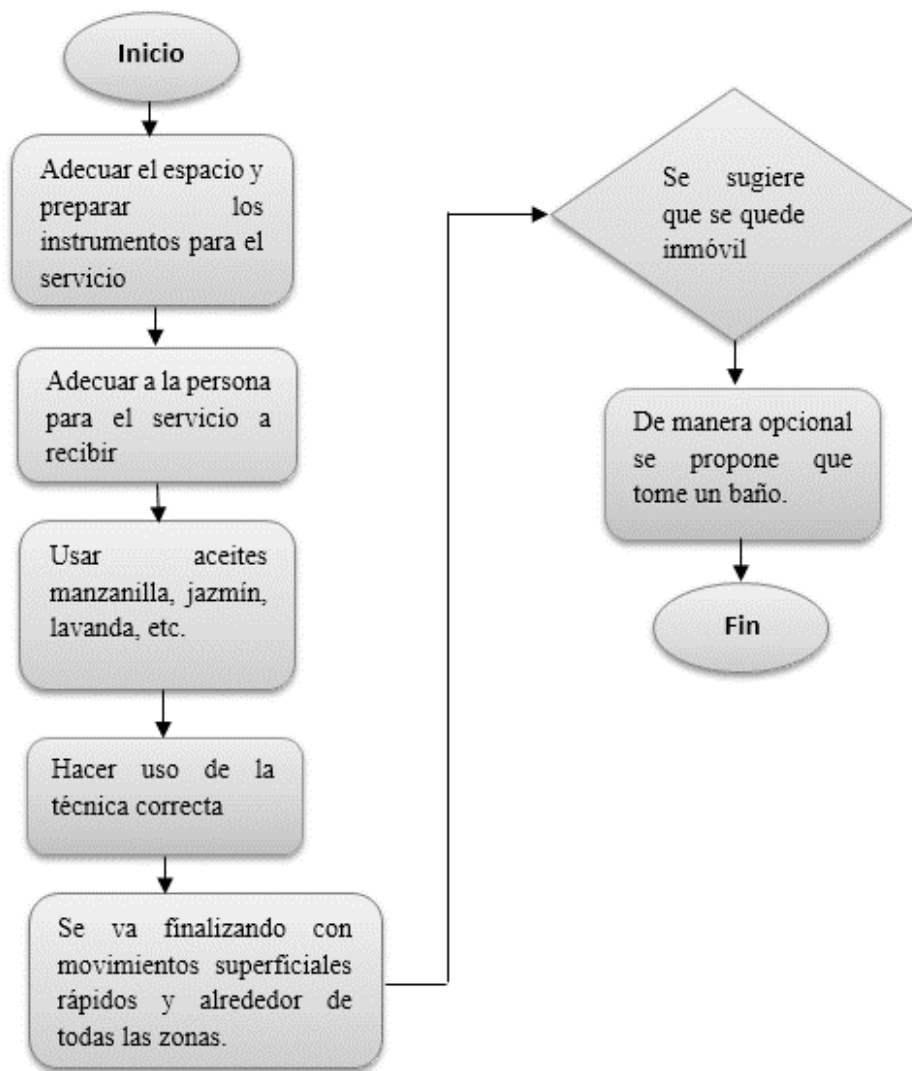 Inicio
Adecuar el espacio y
preparar los
instrumentos para el
servicio
Adecuar a la persona
para el servicio a
recibir
Usar aceites
manzanilla, jazmín,
lavanda, etc.
Hacer uso de la
técnica correcta
Se va finalizando con
movimientos superfíciales
rápidos y alrededor de
todas las zonas.
Se sugiere
que se quede
inmóvil
De manera opcional
se propone que
tome un baño.
Fin